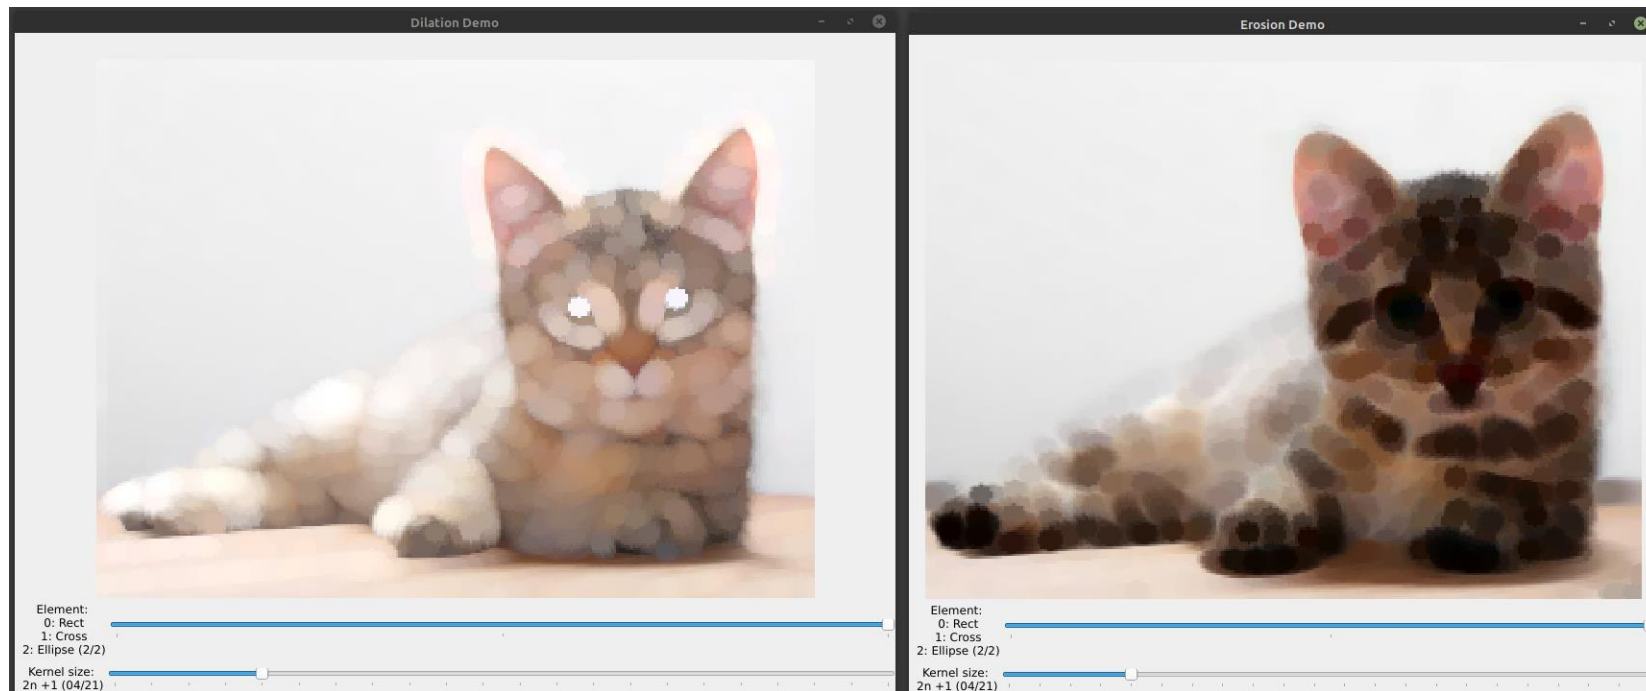 Dilation Demo
Element:
0: Rect
1: Cross
2: Ellipse (2/2)
Kernel size:
2n +1 (04/21)
Erosion Demo
Element:
0: Rect
1: Cross
2: Ellipse (2/2)
Kernel size:
2n +1 (04/21)